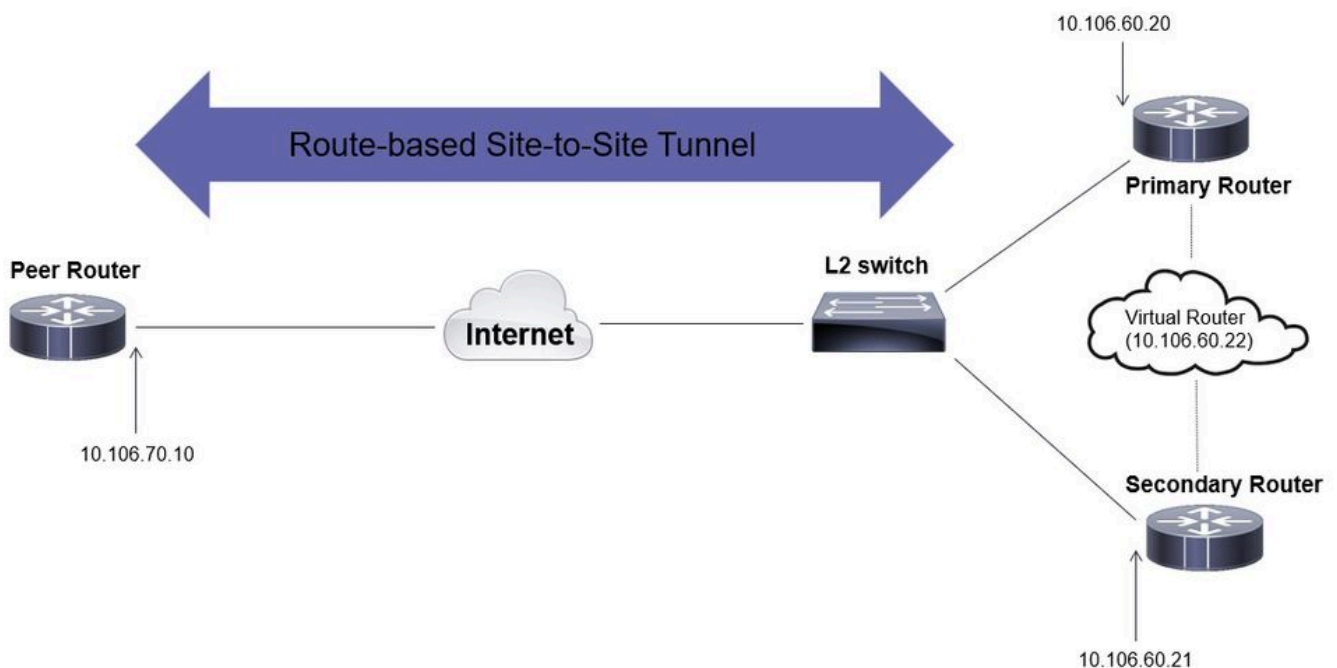 10.106.60.20
Route-based Site-to-Site Tunnel
Primary Router
Peer Router
L2 switch
Internet
Virtual Router
(10.106.60.22)
10.106.70.10
Secondary Router
10.106.60.21